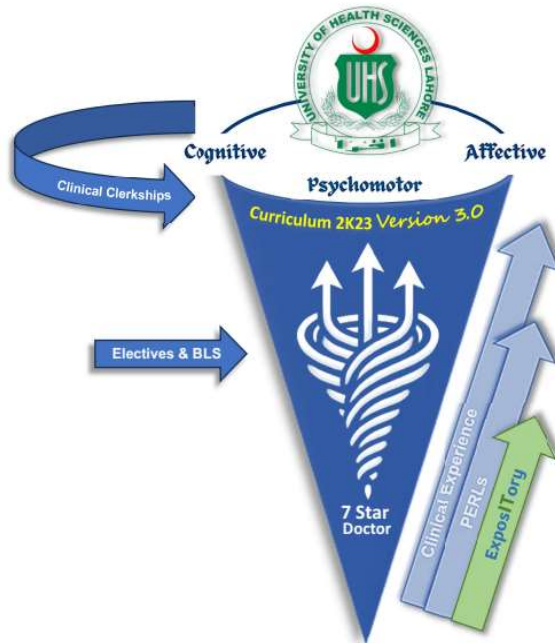 UNIVERSITY OF HEALTH SCIENCES LAHORE
UHS
Cognitive
Affective
Psychomotor
Clinical Clerkships
Curriculum 2K23 Version 3.0
Electives & BLS
7 Star
Doctor
Clinical Experience
PERLs
ExposITory